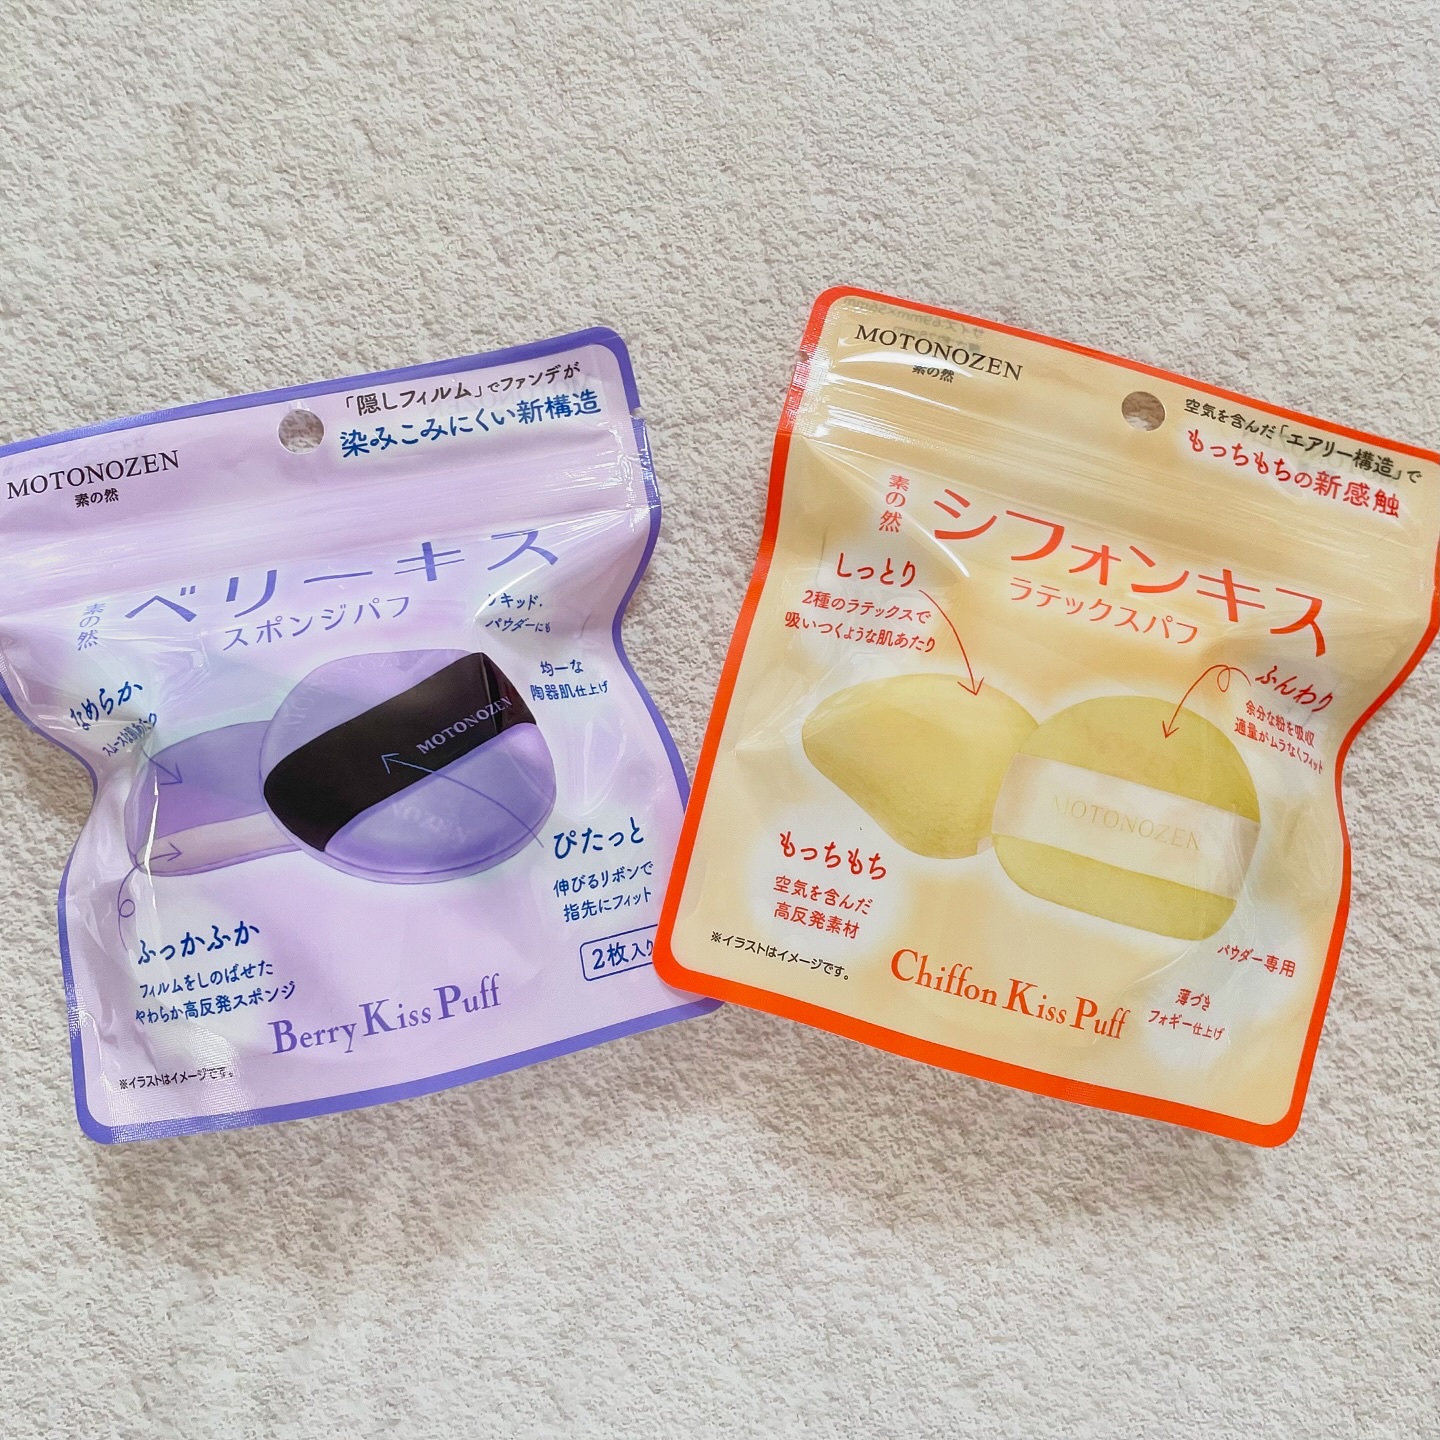 MOTONOZEN
素の然
「隠しフィルム」でファンデが
染みこみにくい新構造
素の然
ベリーキス
スポンジパフ
パウダーにも
均一な
陶器肌仕上げ
なめらか
MOTONOZEN
ぴたっと
伸びるリボンで
指先にフィット
ふっかふか
フィルムをしのばせた
やわらか高反発スポンジ
2枚入り
Berry Kiss Puff
※イラストはイメージです。
MOTONOZEN
素の然
空気を含んだ「エアリー構造」で
もっちもちの新感触
素の然
シフォンキス
ラテックスパフ
しっとり
2種のラテックスで
吸いつくような肌あたり
ふんわり
余分な粉を吸収
適量がムラなくフィット
MOTONOZEN
もっちもち
空気を含んだ
高反発素材
※イラストはイメージです。
Chiffon Kiss Puff
パウダー専用
薄づき
フォギー仕上げ